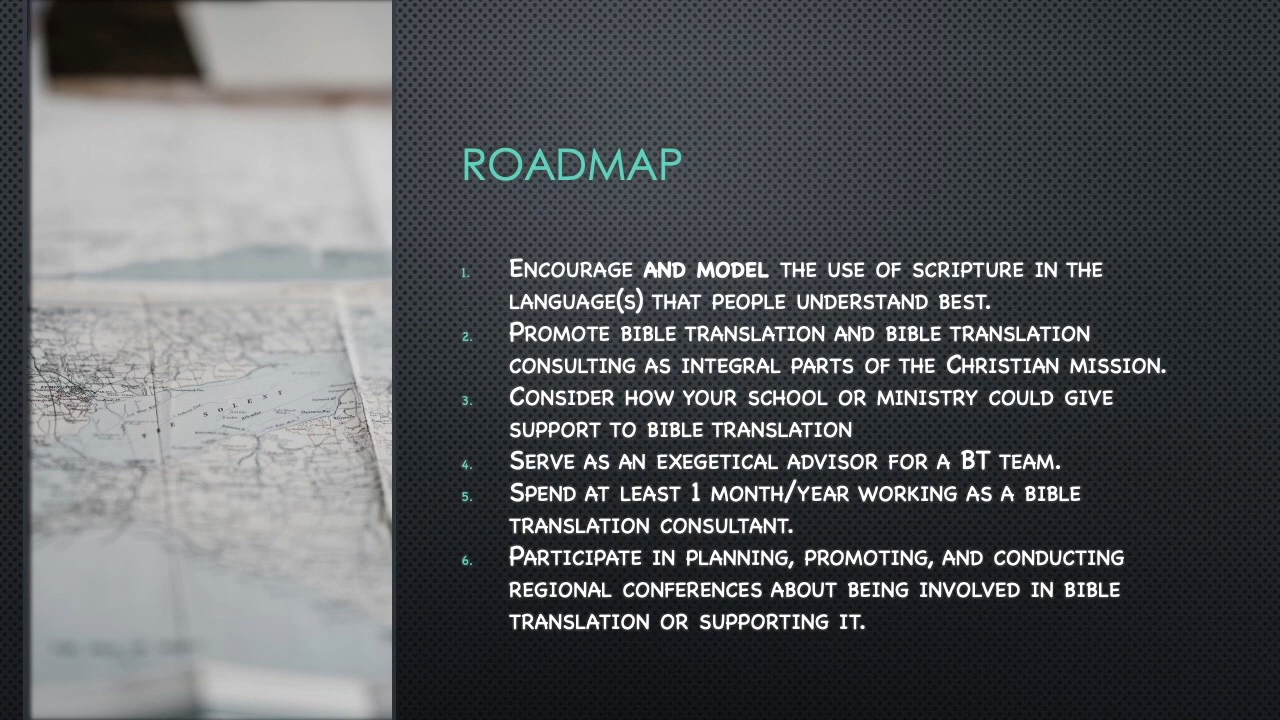 ROADMAP
1. Encourage and model the use of scripture in the
language(s) that people understand best.
2. Promote bible translation and bible translation
consulting as integral parts of the Christian mission.
3. Consider how your school or ministry could give
support to bible translation
4. Serve as an exegetical advisor for a BT team.
5. Spend at least 1 month/year working as a bible
translation consultant.
6. Participate in planning, promoting, and conducting
regional conferences about being involved in bible
translation or supporting it.
THE SOLENT